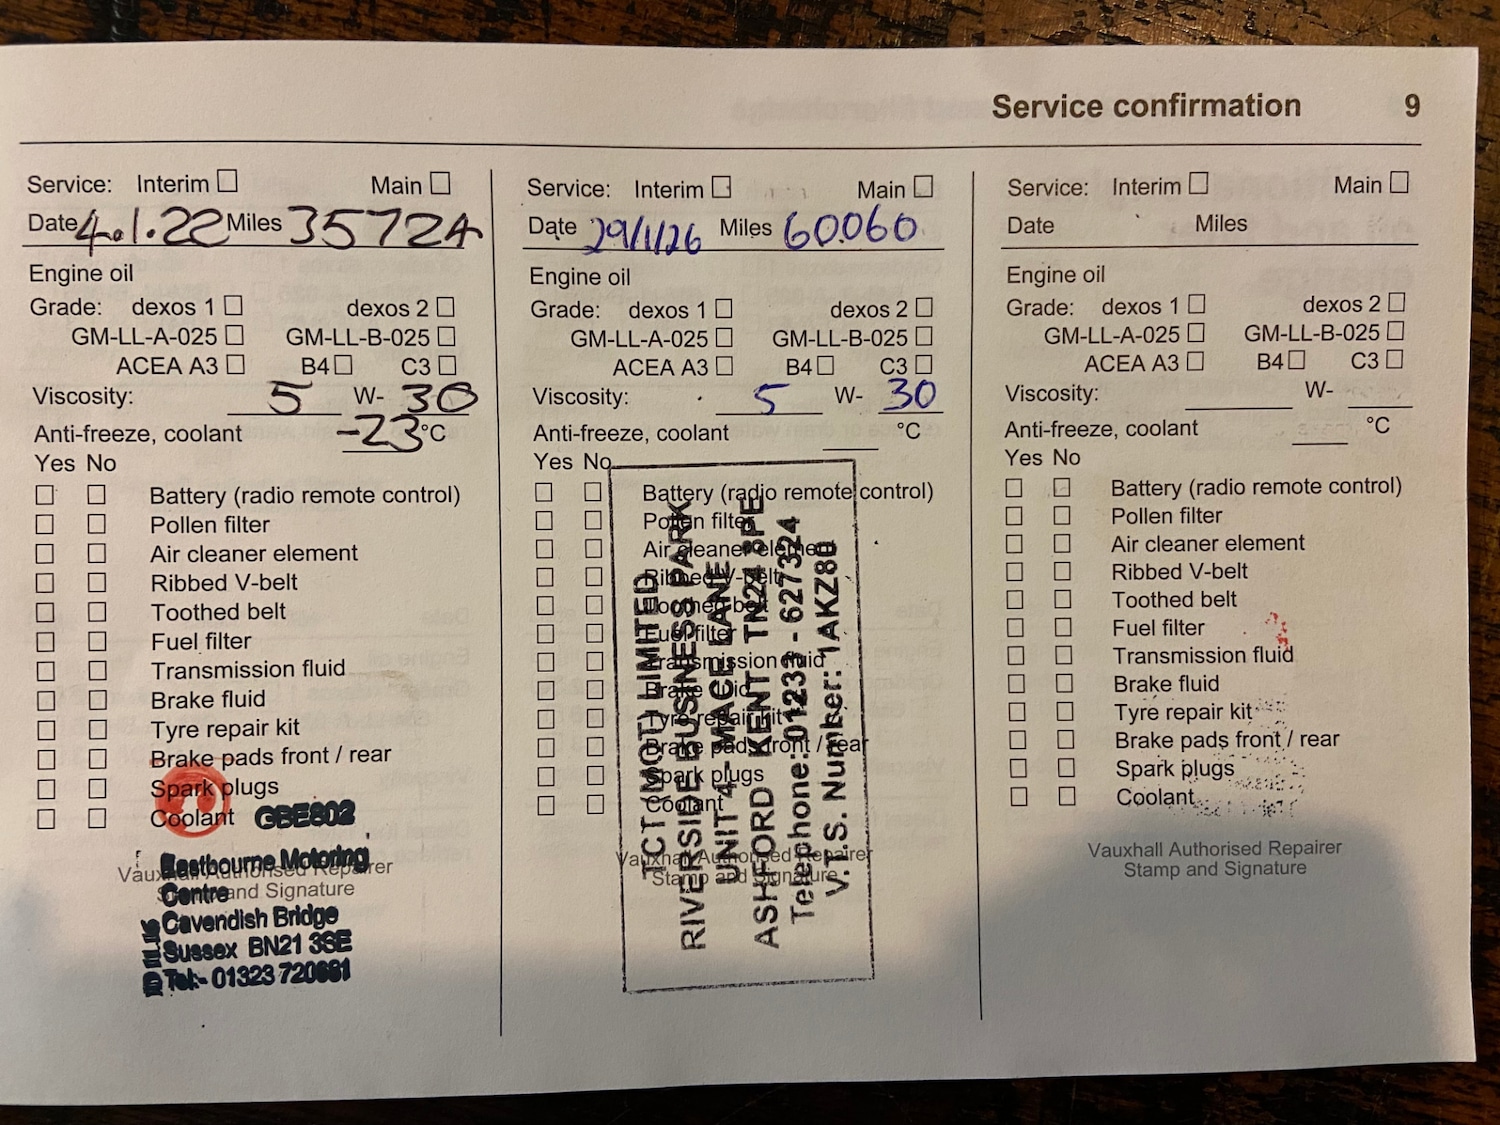 Service confirmation 9
Service: Interim Main
Date 4.1.22 Miles 35724
Engine oil
Grade: dexos 1 dexos 2
GM-LL-A-025 GM-LL-B-025
ACEA A3 B4 C3
Viscosity: 5 W- 30
Anti-freeze, coolant -23 °C
Yes No
Battery (radio remote control)
Pollen filter
Air cleaner element
Ribbed V-belt
Toothed belt
Fuel filter
Transmission fluid
Brake fluid
Tyre repair kit
Brake pads front / rear
Spark plugs
Coolant
GBE802
Vauxhall Authorised Repairer
Stamp and Signature
Eastbourne Motoring
Centre
Cavendish Bridge
Sussex BN21 3SE
Tel:- 01323 720681
Service: Interim Main
Date 29/1/26 Miles 60060
Engine oil
Grade: dexos 1 dexos 2
GM-LL-A-025 GM-LL-B-025
ACEA A3 B4 C3
Viscosity: 5 W- 30
Anti-freeze, coolant °C
Yes No
Battery (radio remote control)
Pollen filter
Air cleaner element
Ribbed V-belt
Toothed belt
Fuel filter
Transmission fluid
Brake fluid
Tyre repair kit
Brake pads front / rear
Spark plugs
Coolant
Vauxhall Authorised Repairer
Stamp and Signature
LIMITED
RIVERSIDE BUSINESS PARK
UNIT 4 - MACE LANE
ASHFORD KENT TN24 8PE
Telephone: 01233 - 627324
V.T.S. Number: 1AKZ80
Service: Interim Main
Date Miles
Engine oil
Grade: dexos 1 dexos 2
GM-LL-A-025 GM-LL-B-025
ACEA A3 B4 C3
Viscosity: W-
Anti-freeze, coolant °C
Yes No
Battery (radio remote control)
Pollen filter
Air cleaner element
Ribbed V-belt
Toothed belt
Fuel filter
Transmission fluid
Brake fluid
Tyre repair kit
Brake pads front / rear
Spark plugs
Coolant
Vauxhall Authorised Repairer
Stamp and Signature